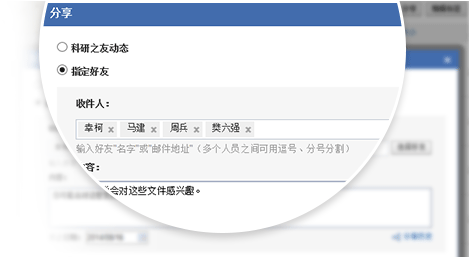 分享
科研之友动态
指定好友
收件人：
幸柯 x 马建 x 周兵 x 樊六强 x
输入好友"名字"或"邮件地址"（多个人员之间可用逗号、分号分割）
客：
会对这些文件感兴趣。